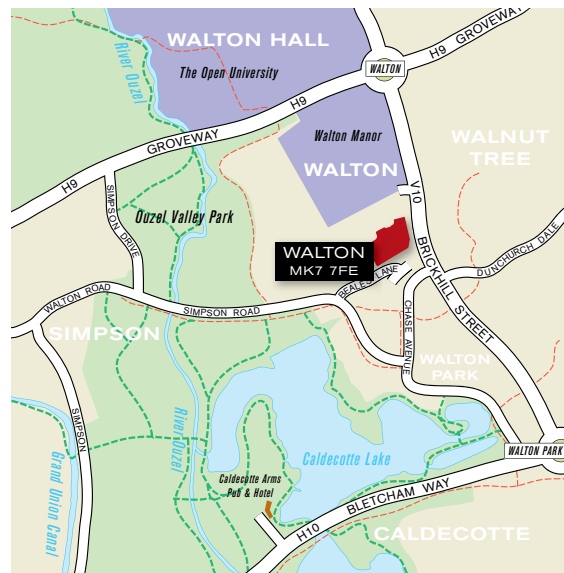 WALTON HALL
The Open University
River Ouzel
H9
GROVEWAY
WALTON
H9
GROVEWAY
H9
Walton Manor
WALTON
WALNUT
TREE
V10
BRICKHILL STREET
SIMPSON DRIVE
Ouzel Valley Park
WALTON
MK7 7FE
BEALES LANE
DUNCHURCH DALE
WALTON ROAD
SIMPSON ROAD
CHASE AVENUE
SIMPSON
WALTON
PARK
SIMPSON
River Ouzel
Grand Union Canal
Caldecotte Lake
WALTON PARK
Caldecotte Arms
Pub & Hotel
H10
BLETCHAM WAY
CALDECOTTE